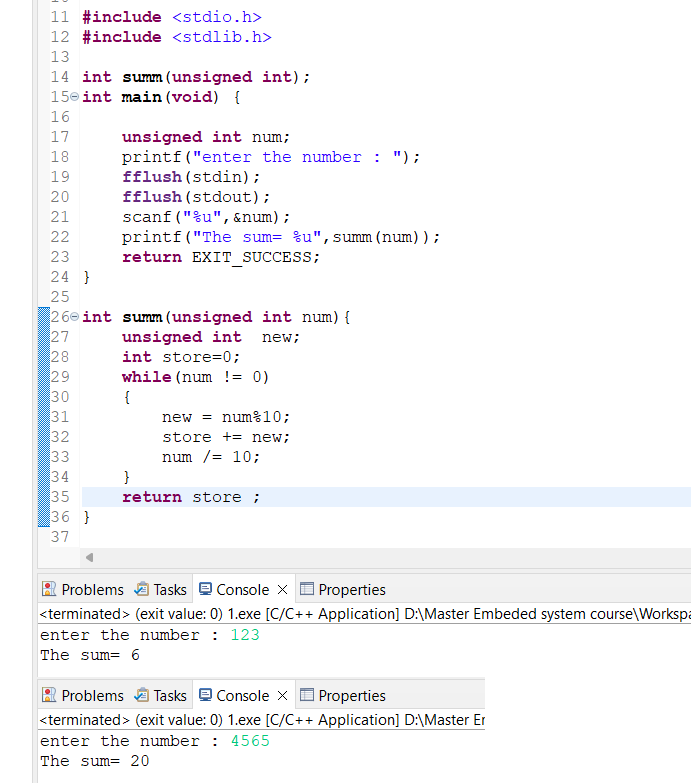 11 #include <stdio.h>
12 #include <stdlib.h>
13
14 int summ(unsigned int);
15 int main(void) {
16
17     unsigned int num;
18     printf("enter the number : ");
19     fflush(stdin);
20     fflush(stdout);
21     scanf("%u",&num);
22     printf("The sum= %u",summ(num));
23     return EXIT_SUCCESS;
24 }
25
26 int summ(unsigned int num){
27     unsigned int  new;
28     int store=0;
29     while(num != 0)
30     {
31         new = num%10;
32         store += new;
33         num /= 10;
34     }
35     return store ;
36 }
37
Problems Tasks Console Properties
<terminated> (exit value: 0) 1.exe [C/C++ Application] D:\Master Embeded system course\Workspa
enter the number : 123
The sum= 6
Problems Tasks Console Properties
<terminated> (exit value: 0) 1.exe [C/C++ Application] D:\Master Er
enter the number : 4565
The sum= 20